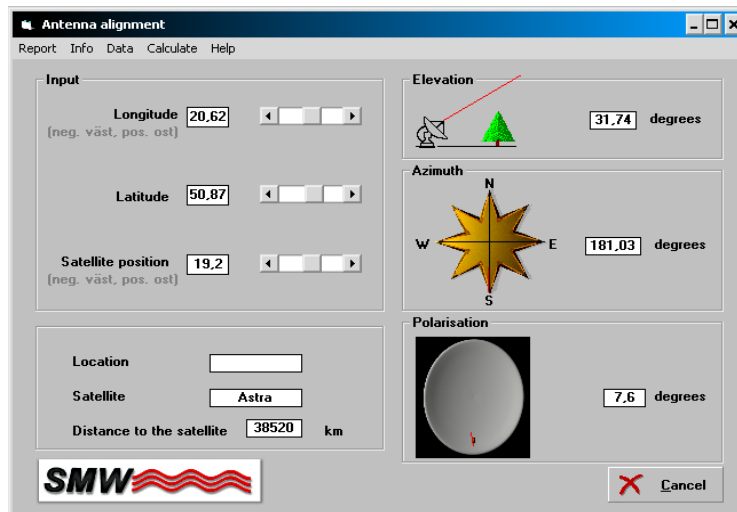 Antenna alignment
Report Info Data Calculate Help
Input
Longitude 20,62
(neg. väst, pos. ost)
Latitude 50,87
Satellite position 19,2
(neg. väst, pos. ost)
Location
Satellite Astra
Distance to the satellite 38520 km
SMW
Elevation
31,74 degrees
Azimuth
N
W E 181,03 degrees
S
Polarisation
7,6 degrees
Cancel